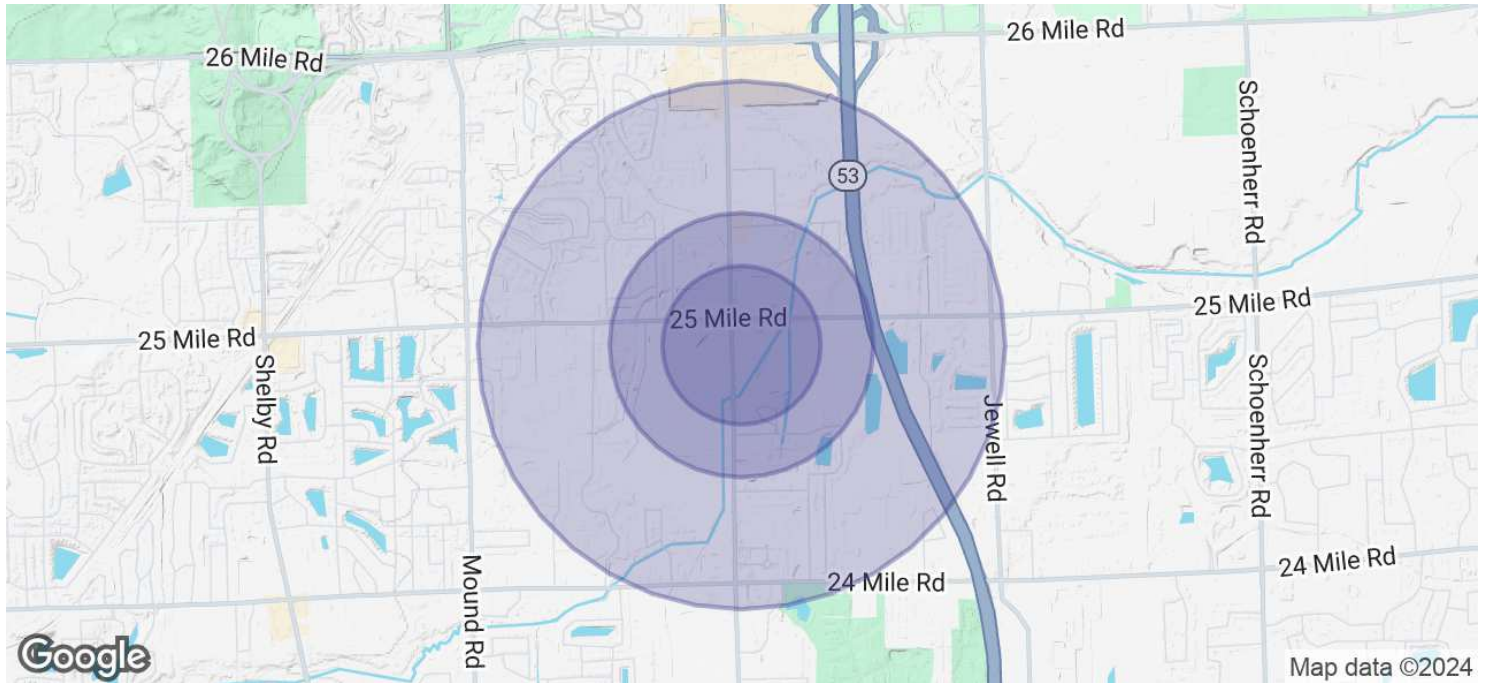 26 Mile Rd
26 Mile Rd
Schoenherr Rd
53
25 Mile Rd
25 Mile Rd
25 Mile Rd
Shelby Rd
Jewell Rd
Schoenherr Rd
Mound Rd
24 Mile Rd
24 Mile Rd
Google
Map data ©2024